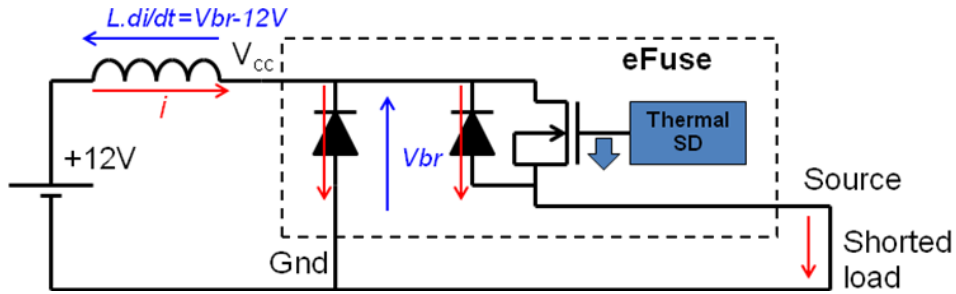 L.di/dt=Vbr-12V
Vcc
eFuse
i
Thermal
SD
Vbr
+12V
Source
Gnd
Shorted
load